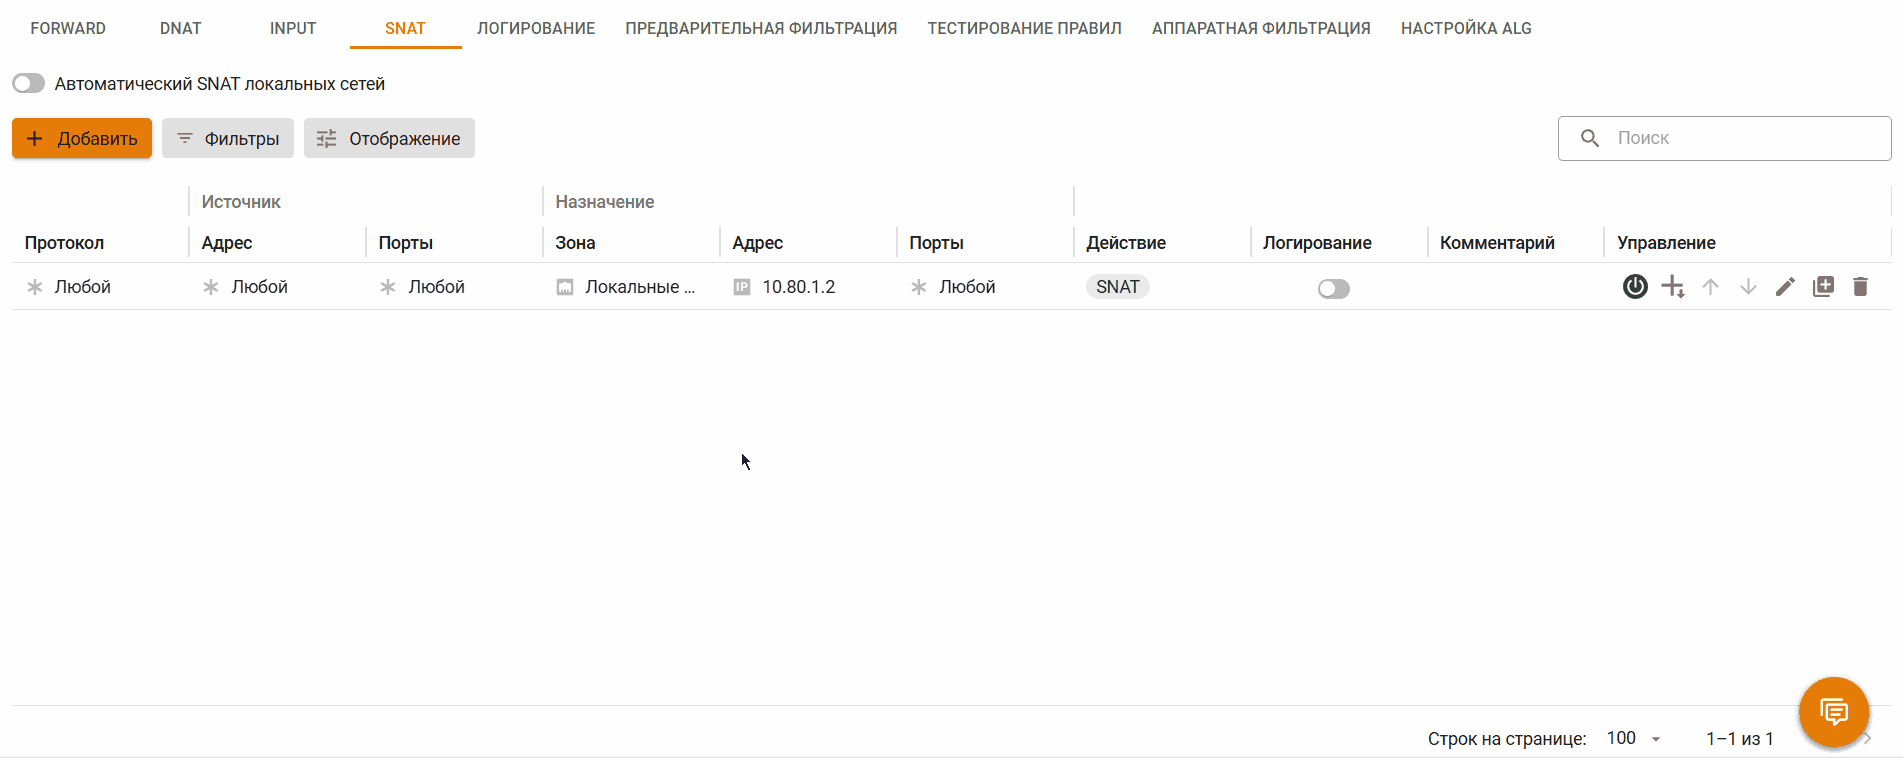 FORWARD DNAT INPUT SNAT ЛОГИРОВАНИЕ ПРЕДВАРИТЕЛЬНАЯ ФИЛЬТРАЦИЯ ТЕСТИРОВАНИЕ ПРАВИЛ АППАРАТНАЯ ФИЛЬТРАЦИЯ НАСТРОЙКА ALG
Автоматический SNAT локальных сетей
Добавить Фильтры Отображение Поиск
Источник Назначение
Протокол Адрес Порты Зона Адрес Порты Действие Логирование Комментарий Управление
Любой Любой Любой Локальные ... IP 10.80.1.2 Любой SNAT
Строк на странице: 100 1–1 из 1